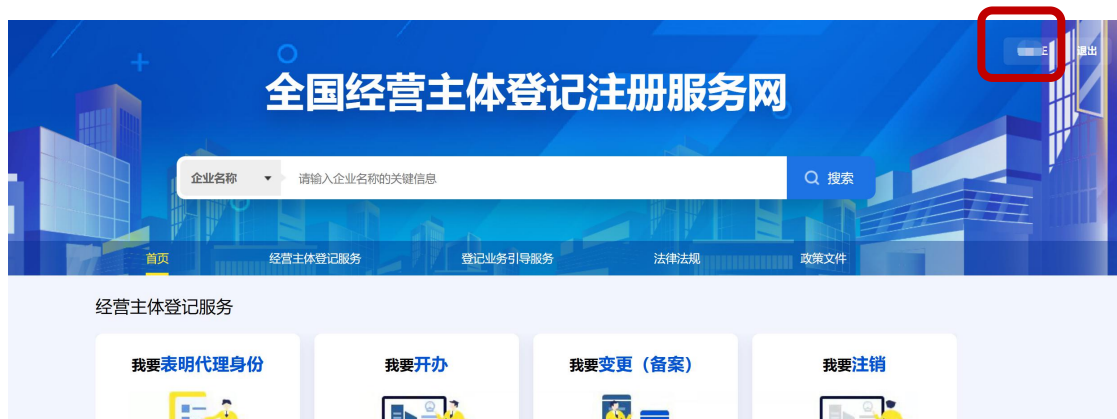 退出
全国经营主体登记注册服务网
企业名称 请输入企业名称的关键信息 搜索
首页 经营主体登记服务 登记业务引导服务 法律法规 政策文件
经营主体登记服务
我要表明代理身份 我要开办 我要变更（备案） 我要注销